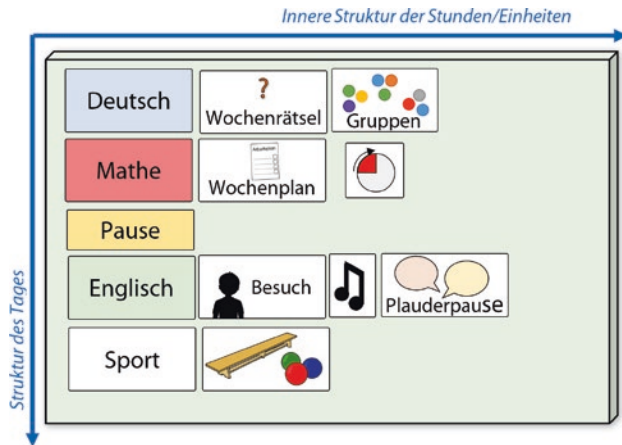 Innere Struktur der Stunden/Einheiten
Deutsch
?
Wochenrätsel
Gruppen
Mathe
Wochenplan
Pause
Englisch
Besuch
Plauderpause
Sport
Struktur des Tages